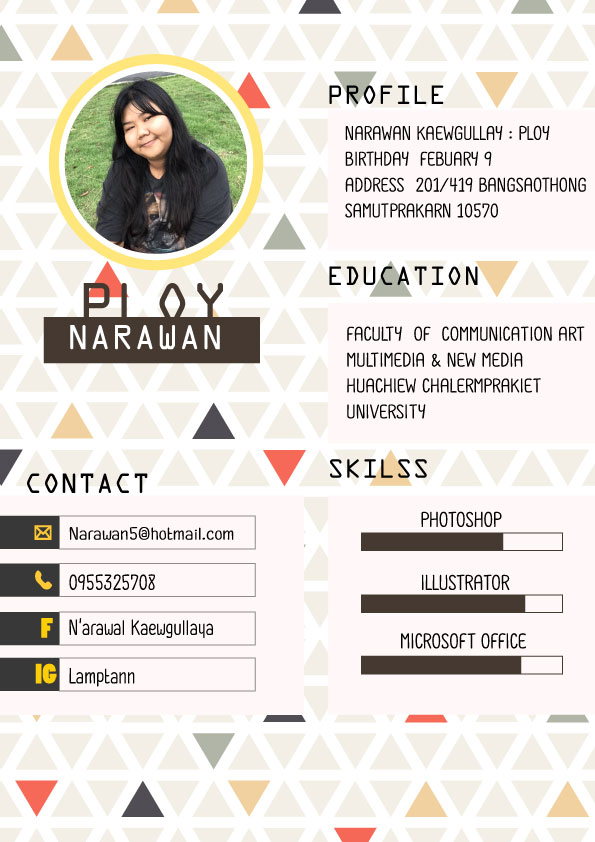 PLOY
NARAWAN
PROFILE
NARAWAN KAEWGULLAY : PLOY
BIRTHDAY FEBUARY 9
ADDRESS 201/419 BANGSAOTHONG
SAMUTPRAKARN 10570
EDUCATION
FACULTY OF COMMUNICATION ART
MULTIMEDIA & NEW MEDIA
HUACHIEW CHALERMPRAKIET
UNIVERSITY
CONTACT
Narawan5@hotmail.com
0955325708
F N'arawal Kaewgullaya
IG Lamptann
SKILSS
PHOTOSHOP
ILLUSTRATOR
MICROSOFT OFFICE